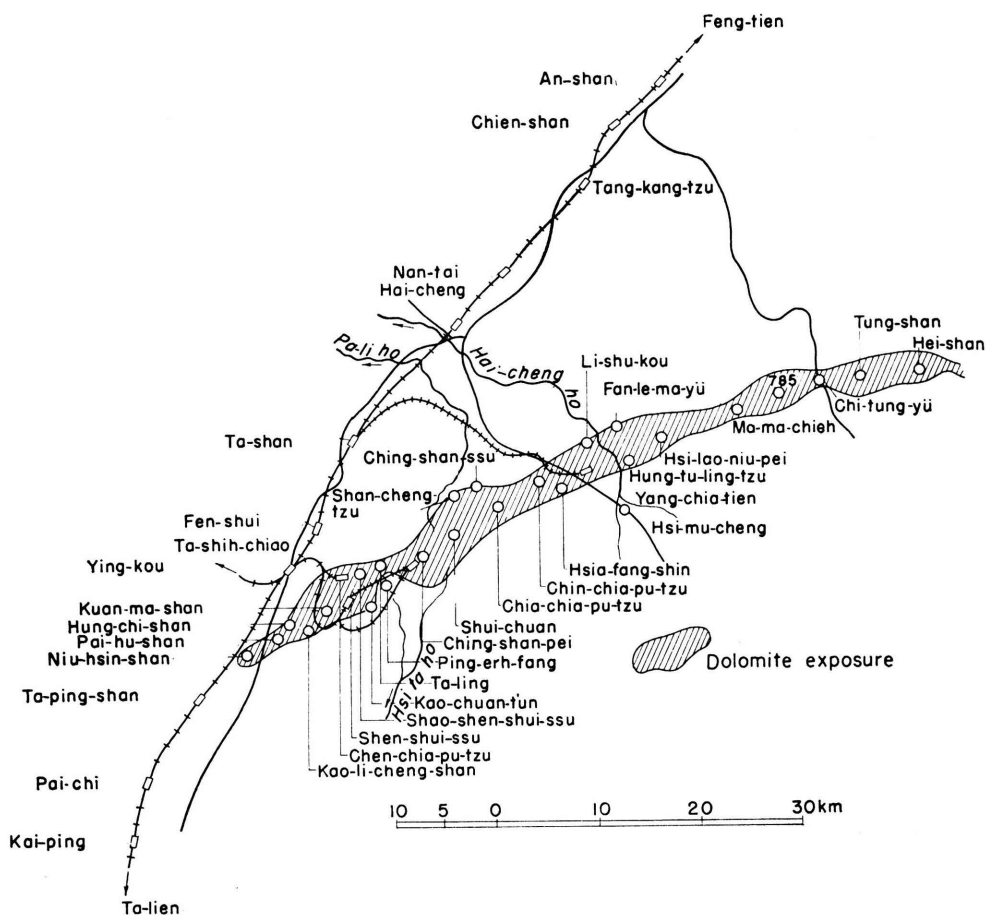 Feng-tien
An-shan
Chien-shan
Tang-kang-tzu
Nan-tai
Hai-cheng
Pa-li ho
Hai-cheng ho
Tung-shan
Hei-shan
Li-shu-kou
Fan-le-ma-yü
785
Chi-tung-yü
Ma-ma-chieh
Ta-shan
Ching-shan-ssu
Hsi-lao-niu-pei
Hung-tu-ling-tzu
Shan-cheng-
tzu
Yang-chia-tien
Hsi-mu-cheng
Fen-shui
Ta-shih-chiao
Ying-kou
Hsia-fang-shin
Chin-chia-pu-tzu
Chia-chia-pu-tzu
Kuan-ma-shan
Hung-chi-shan
Pai-hu-shan
Niu-hsin-shan
Shui-chuan
Ching-shan-pei
Ping-erh-fang
Ta-ling
Hsi ta ho
Kao-chuan-t'un
Shao-shen-shui-ssu
Shen-shui-ssu
Chen-chia-pu-tzu
Kao-li-cheng-shan
Dolomite exposure
Ta-ping-shan
Pai-chi
Kai-ping
10 5 0 10 20 30 km
Ta-lien